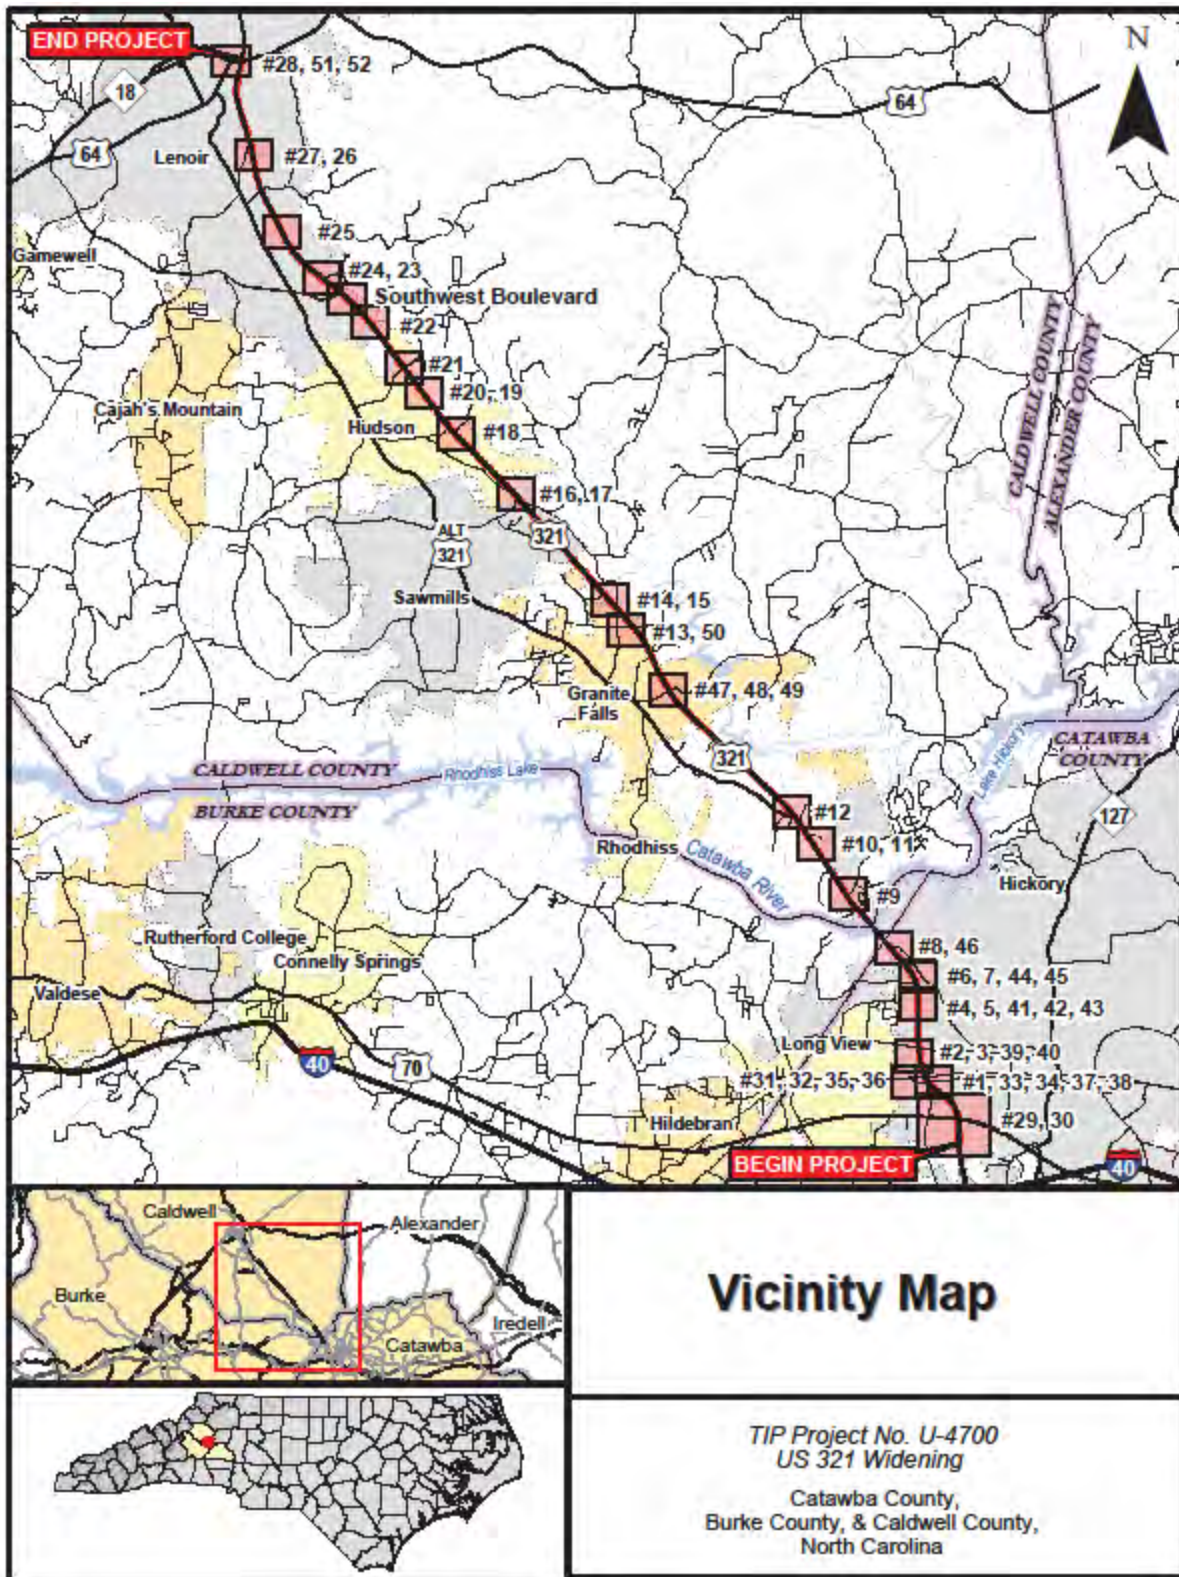 END PROJECT
#28, 51, 52
N
18
64
64
Lenoir
#27, 26
#25
Gamewell
#24, 23
Southwest Boulevard
#22
#21
#20, 19
Cajah's Mountain
Hudson
#18
CALDWELL COUNTY
ALEXANDER COUNTY
#16, 17
321
ALT
321
Sawmills
#14, 15
#13, 50
Granite
Falls
#47, 48, 49
321
CALDWELL COUNTY
Rhodhiss Lake
BURKE COUNTY
Lake Hickory
CATAWBA
COUNTY
127
#12
#10, 11
Rhodhiss
Catawba River
Hickory
#9
Rutherford College
Connelly Springs
Valdese
#8, 46
#6, 7, 44, 45
#4, 5, 41, 42, 43
Long View
#2, 3, 39, 40
#31, 32, 35, 36
#1, 33, 34, 37, 38
40
70
Hildebran
#29, 30
BEGIN PROJECT
40
Caldwell
Alexander
Burke
Iredell
Catawba
Vicinity Map
TIP Project No. U-4700
US 321 Widening
Catawba County,
Burke County, & Caldwell County,
North Carolina